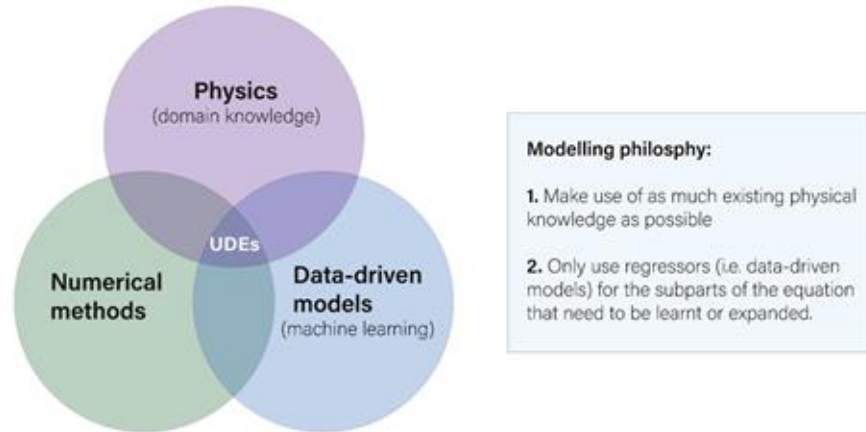 Physics
(domain knowledge)
UDEs
Numerical
methods
Data-driven
models
(machine learning)
Modelling philosphy:
1. Make use of as much existing physical
knowledge as possible
2. Only use regressors (i.e. data-driven
models) for the subparts of the equation
that need to be learnt or expanded.